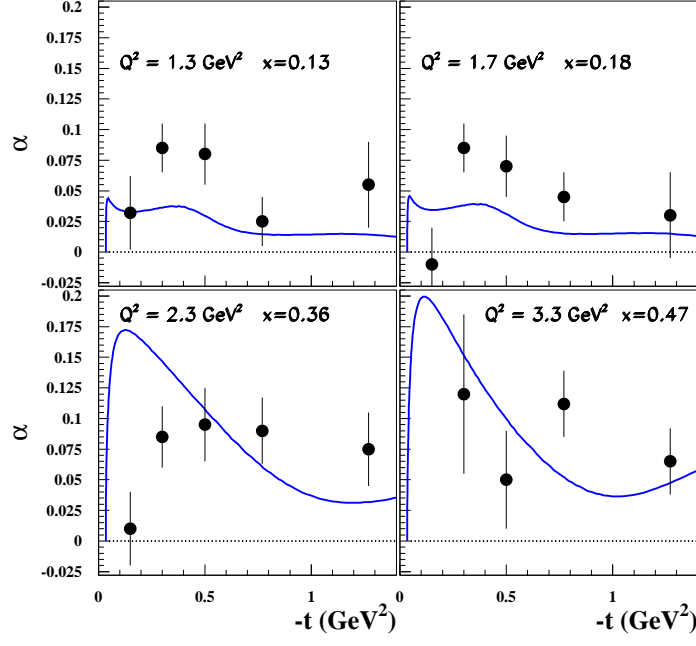 0.2
Q² = 1.3 GeV² x=0.13
Q² = 1.7 GeV² x=0.18
0.175
0.15
0.125
α
0.1
0.075
0.05
0.025
0
-0.025
0.2
Q² = 2.3 GeV² x=0.36
Q² = 3.3 GeV² x=0.47
0.175
0.15
0.125
α
0.1
0.075
0.05
0.025
0
-0.025
0 0.5 1 0 0.5 1
-t (GeV²) -t (GeV²)